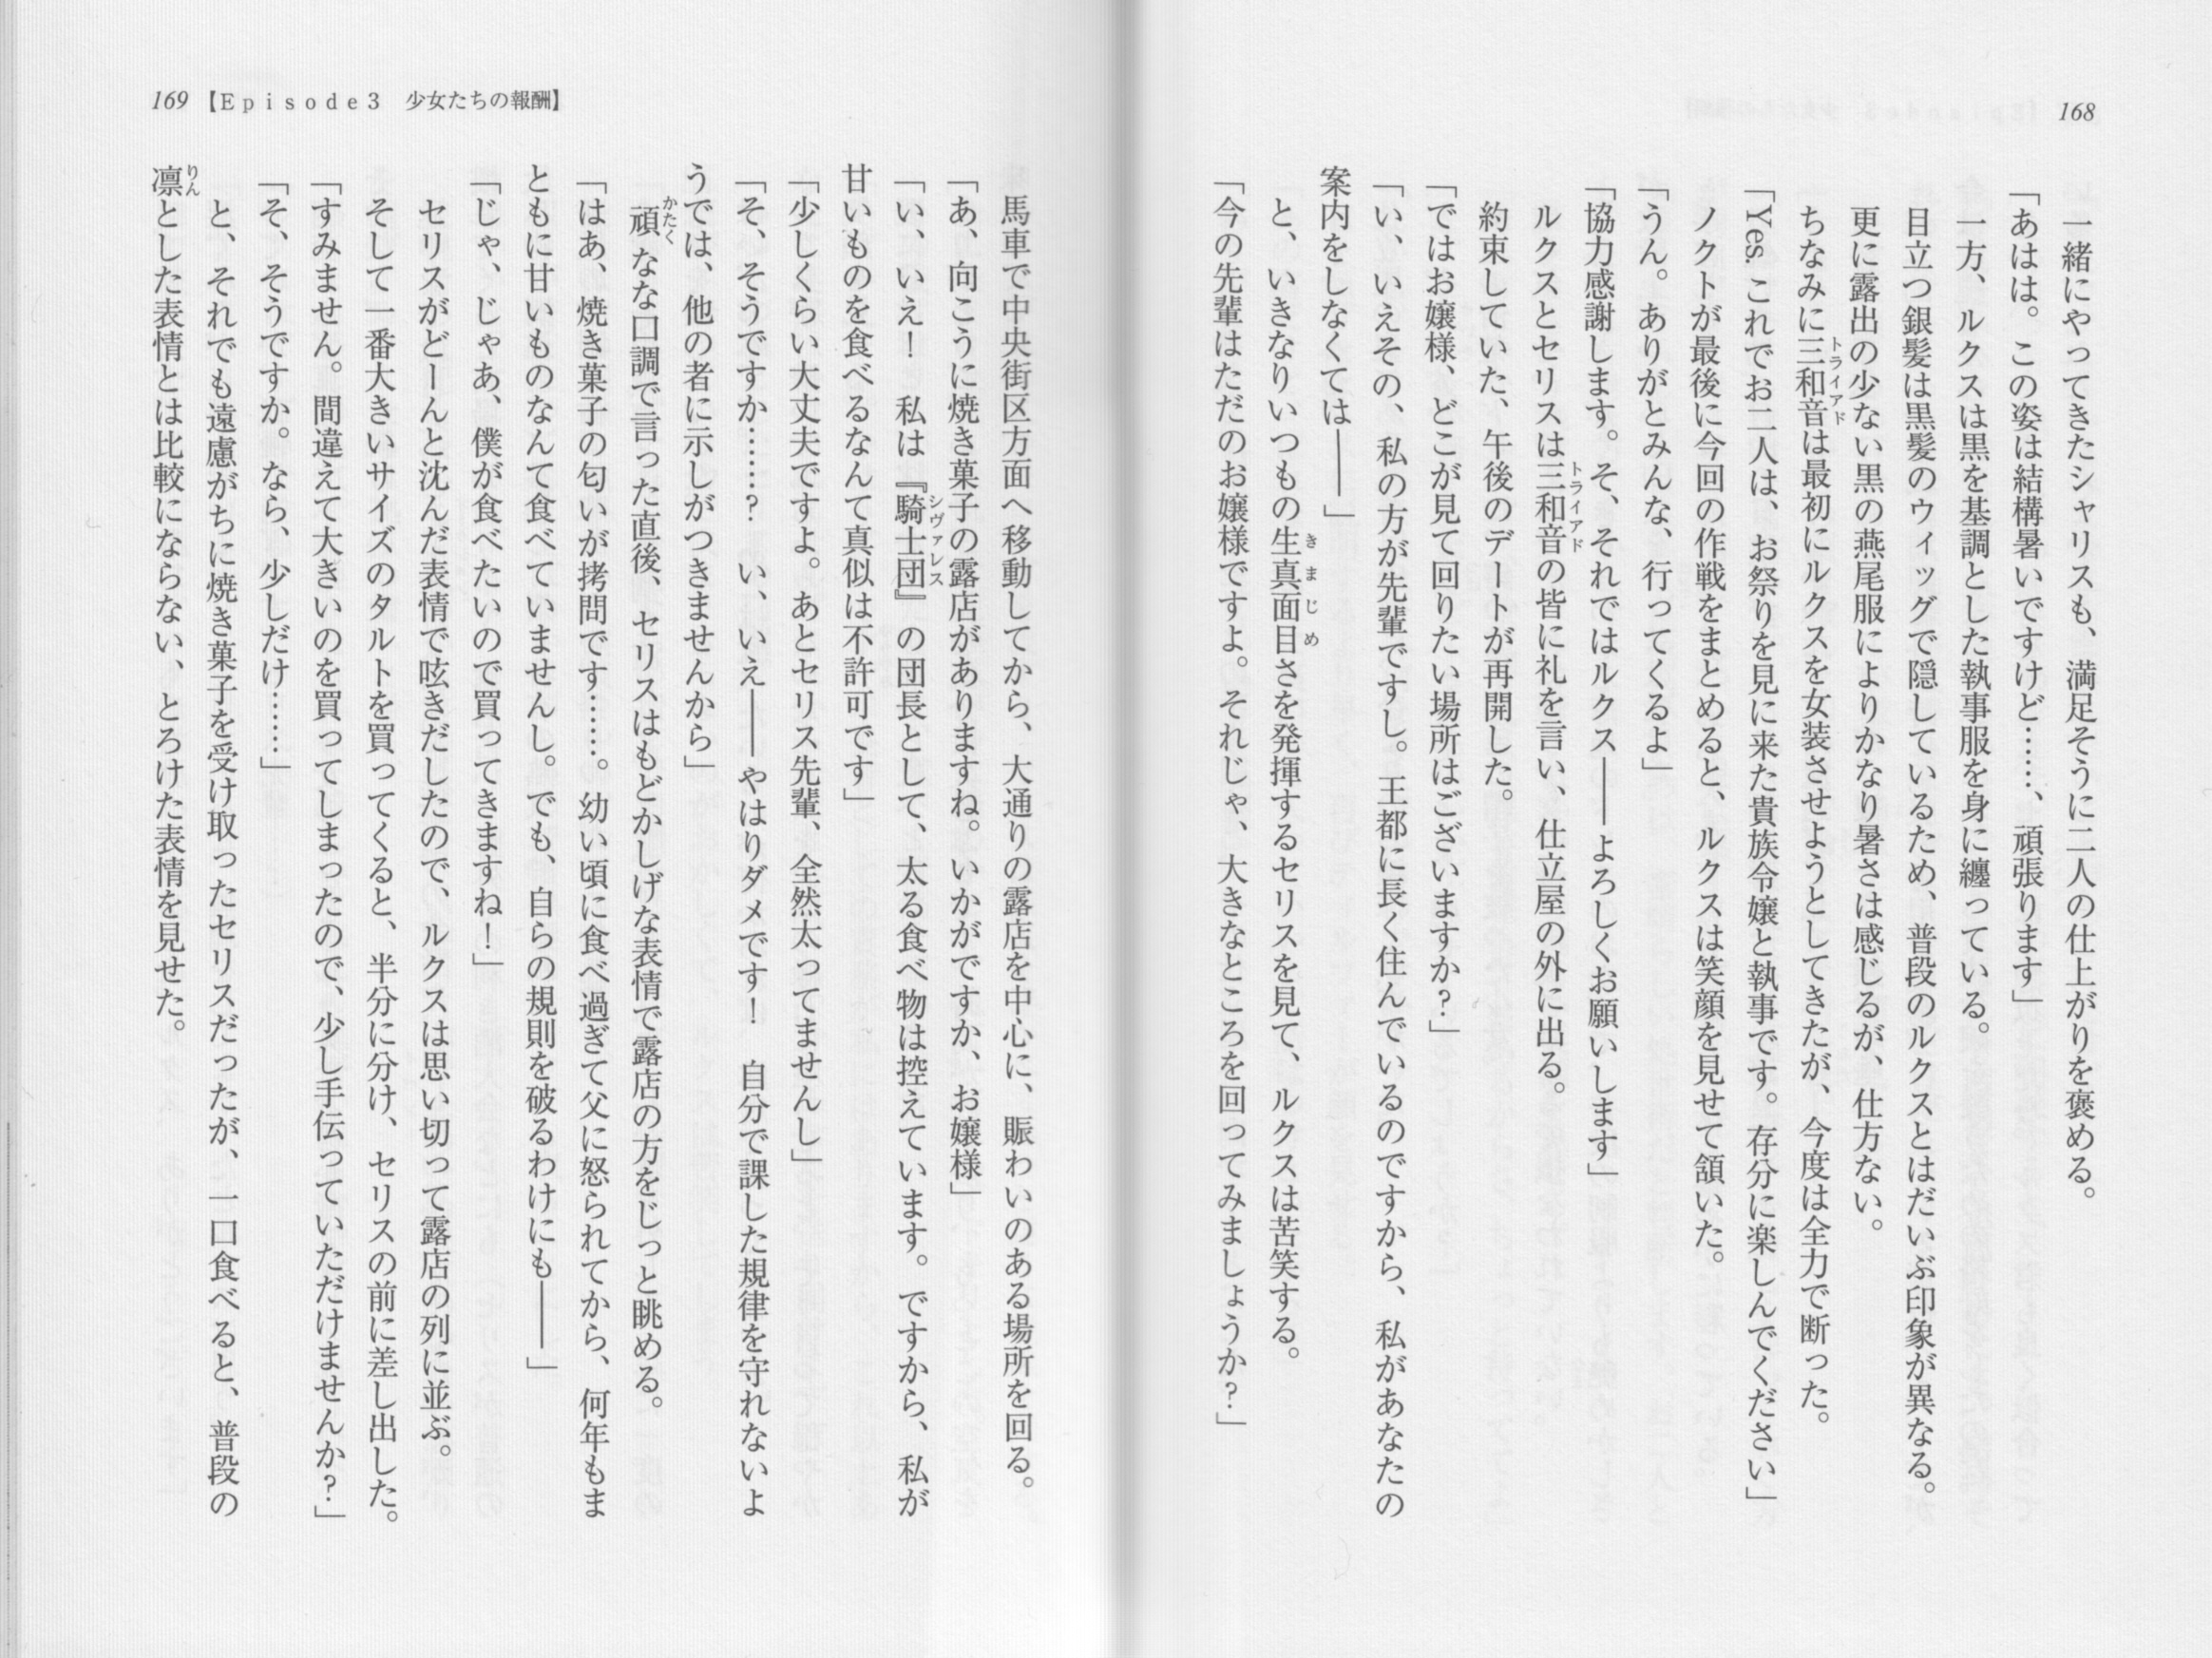 168
一緒にやってきたシャリスも、満足そうに二人の仕上がりを褒める。
「あはは。この姿は結構暑いですけど……、頑張ります」
一方、ルクスは黒を基調とした執事服を身に纏っている。
目立つ銀髪は黒髪のウィッグで隠しているため、普段のルクスとはだいぶ印象が異なる。
更に露出の少ない黒の燕尾服によりかなり暑さは感じるが、仕方ない。
ちなみに三和音トライアドは最初にルクスを女装させようとしてきたが、今度は全力で断った。
「Yes. これでお二人は、お祭りを見に来た貴族令嬢と執事です。存分に楽しんでください」
ノクトが最後に今回の作戦をまとめると、ルクスは笑顔を見せて頷いた。
「うん。ありがとみんな、行ってくるよ」
「協力感謝します。そ、それではルクス――よろしくお願いします」
ルクスとセリスは三和音トライアドの皆に礼を言い、仕立屋の外に出る。
約束していた、午後のデートが再開した。
「ではお嬢様、どこが見て回りたい場所はございますか?」
「い、いえその、私の方が先輩ですし。王都に長く住んでいるのですから、私があなたの
案内をしなくては――」
と、いきなりいつもの生真面目きまじめさを発揮するセリスを見て、ルクスは苦笑する。
「今の先輩はただのお嬢様ですよ。それじゃ、大きなところを回ってみましょうか?」
169 【Episode3 少女たちの報酬】
馬車で中央街区方面へ移動してから、大通りの露店を中心に、賑わいのある場所を回る。
「あ、向こうに焼き菓子の露店がありますね。いかがですか、お嬢様」
「い、いえ! 私は『騎士団シヴァレス』の団長として、太る食べ物は控えています。ですから、私が
甘いものを食べるなんて真似は不許可です」
「少しくらい大丈夫ですよ。あとセリス先輩、全然太ってませんし」
「そ、そうですか……? い、いえ――やはりダメです! 自分で課した規律を守れないよ
うでは、他の者に示しがつきませんから」
頑かたくなな口調で言った直後、セリスはもどかしげな表情で露店の方をじっと眺める。
「はあ、焼き菓子の匂いが拷問です……。幼い頃に食べ過ぎて父に怒られてから、何年もま
ともに甘いものなんて食べていませんし。でも、自らの規則を破るわけにも――」
「じゃ、じゃあ、僕が食べたいので買ってきますね!」
セリスがどーんと沈んだ表情で呟きだしたので、ルクスは思い切って露店の列に並ぶ。
そして一番大きいサイズのタルトを買ってくると、半分に分け、セリスの前に差し出した。
「すみません。間違えて大きいのを買ってしまったので、少し手伝っていただけませんか?」
「そ、そうですか。なら、少しだけ……」
と、それでも遠慮がちに焼き菓子を受け取ったセリスだったが、一口食べると、普段の
凛りんとした表情とは比較にならない、とろけた表情を見せた。